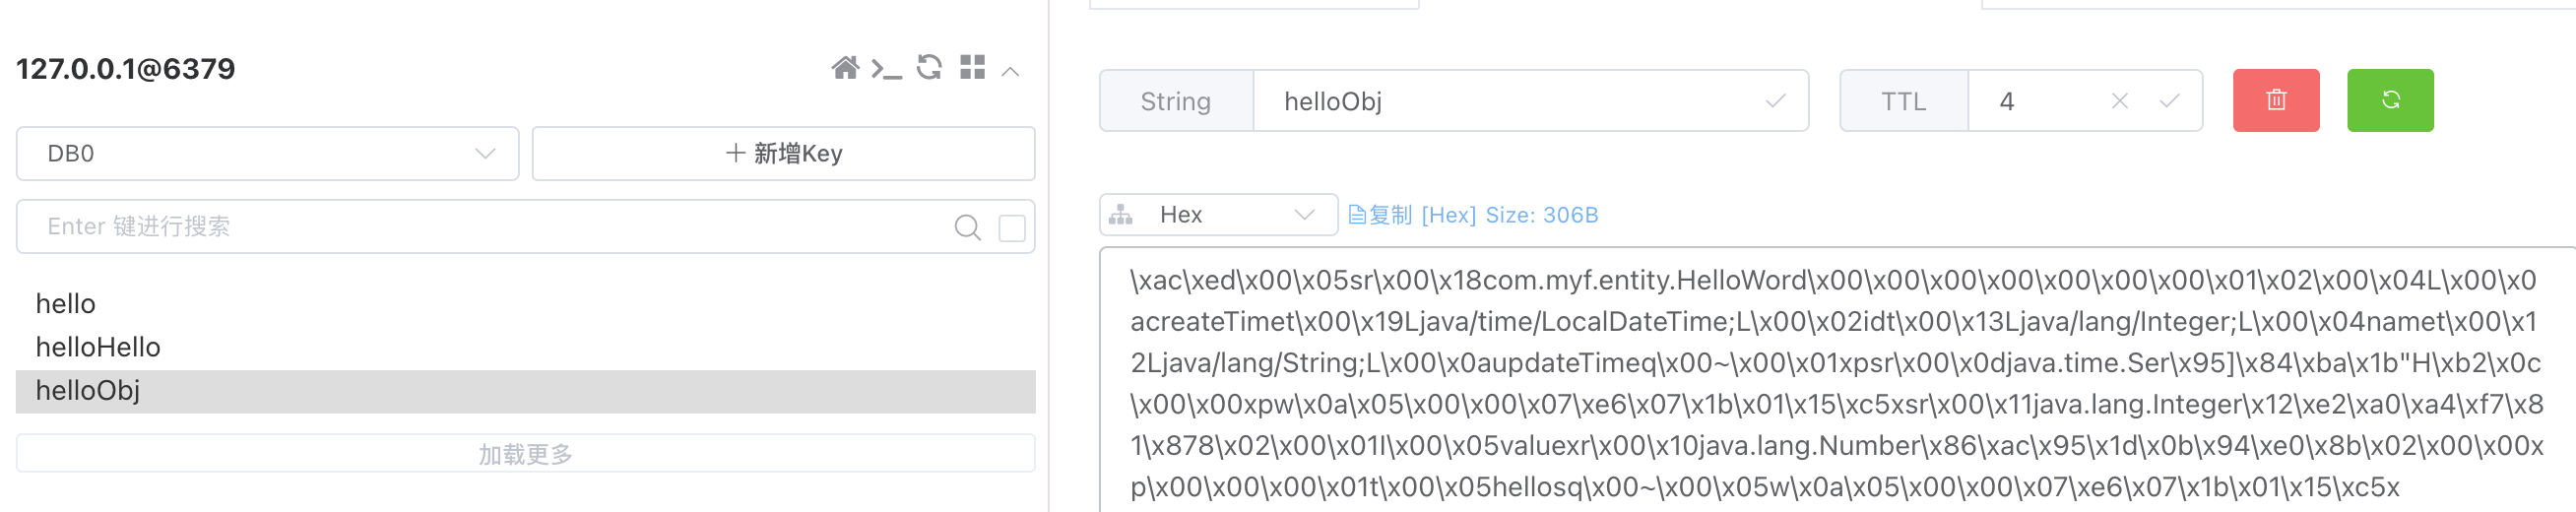 127.0.0.1@6379
DB0
新增Key
Enter 键进行搜索
hello
helloHello
helloObj
加载更多
String helloObj TTL 4
Hex 复制 [Hex] Size: 306B
\xac\xed\x00\x05sr\x00\x18com.myf.entity.HelloWord\x00\x00\x00\x00\x00\x00\x00\x01\x02\x00\x04L\x00\x0
acreateTimet\x00\x19Ljava/time/LocalDateTime;L\x00\x02idt\x00\x13Ljava/lang/Integer;L\x00\x04namet\x00\x1
2Ljava/lang/String;L\x00\x0aupdateTimeq\x00~\x00\x01xpsr\x00\x0djava.time.Ser\x95]\x84\xba\x1b"H\xb2\x0c
\x00\x00xpw\x0a\x05\x00\x00\x07\xe6\x07\x1b\x01\x15\xc5xsr\x00\x11java.lang.Integer\x12\xe2\xa0\xa4\xf7\x8
1\x878\x02\x00\x01I\x00\x05valuexr\x00\x10java.lang.Number\x86\xac\x95\x1d\x0b\x94\xe0\x8b\x02\x00\x00x
p\x00\x00\x00\x01t\x00\x05hellosq\x00~\x00\x05w\x0a\x05\x00\x00\x07\xe6\x07\x1b\x01\x15\xc5x